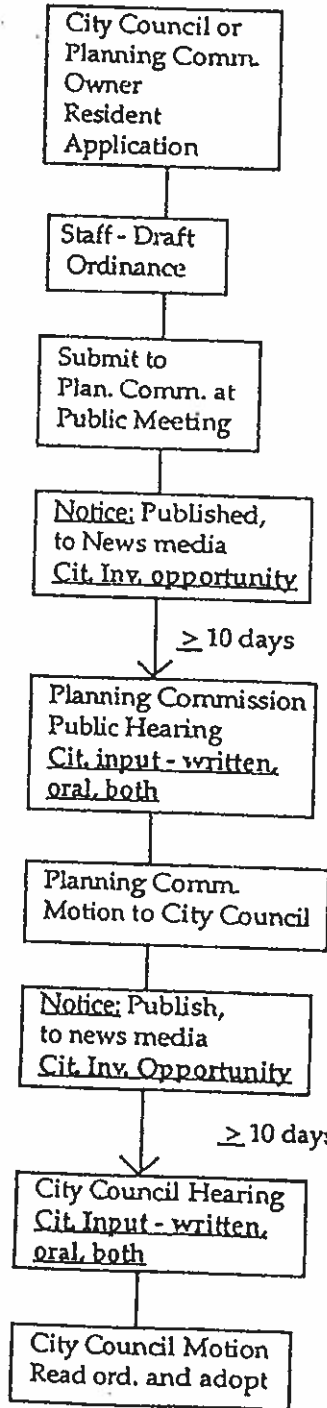 City Council or
Planning Comm.
Owner
Resident
Application
Staff - Draft
Ordinance
Submit to
Plan. Comm. at
Public Meeting
Notice: Published,
to News media
Cit. Inv. opportunity
≥ 10 days
Planning Commission
Public Hearing
Cit. input - written,
oral, both
Planning Comm.
Motion to City Council
Notice: Publish,
to news media
Cit. Inv. Opportunity
≥ 10 days
City Council Hearing
Cit. Input - written,
oral, both
City Council Motion
Read ord. and adopt